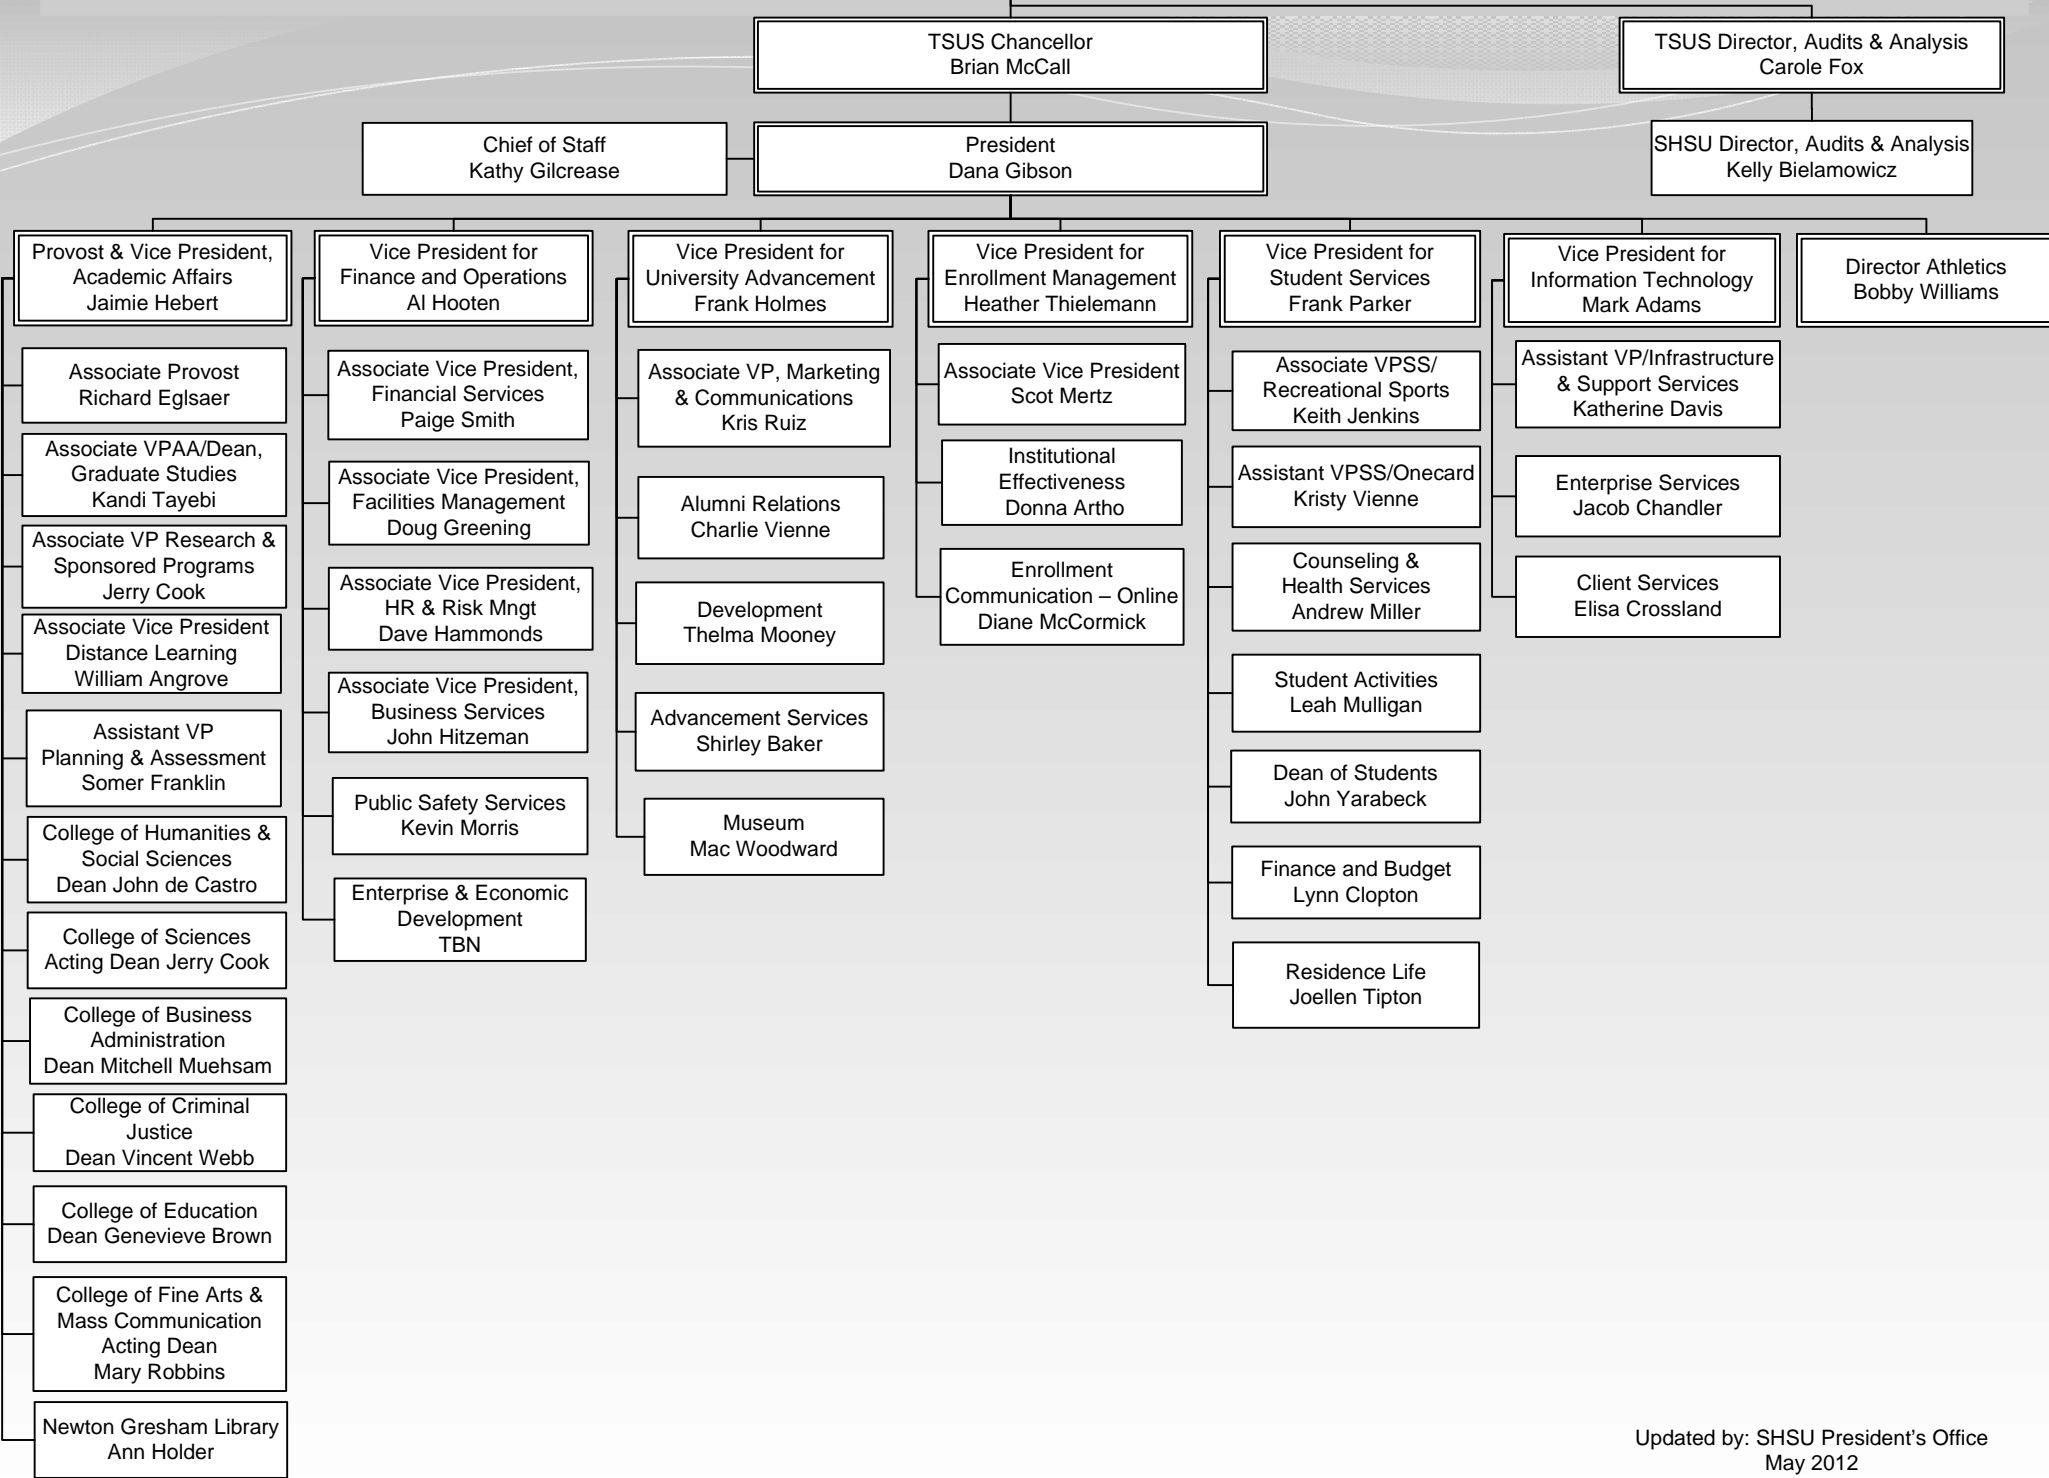 TSUS Chancellor
Brian McCall
TSUS Director, Audits & Analysis
Carole Fox
Chief of Staff
Kathy Gilcrease
President
Dana Gibson
SHSU Director, Audits & Analysis
Kelly Bielamowicz
Provost & Vice President,
Academic Affairs
Jaimie Hebert
Vice President for
Finance and Operations
Al Hooten
Vice President for
University Advancement
Frank Holmes
Vice President for
Enrollment Management
Heather Thielemann
Vice President for
Student Services
Frank Parker
Vice President for
Information Technology
Mark Adams
Director Athletics
Bobby Williams
Associate Provost
Richard Eglsaer
Associate VPAA/Dean,
Graduate Studies
Kandi Tayebi
Associate VP Research &
Sponsored Programs
Jerry Cook
Associate Vice President
Distance Learning
William Angrove
Assistant VP
Planning & Assessment
Somer Franklin
College of Humanities &
Social Sciences
Dean John de Castro
College of Sciences
Acting Dean Jerry Cook
College of Business
Administration
Dean Mitchell Muehsam
College of Criminal
Justice
Dean Vincent Webb
College of Education
Dean Genevieve Brown
College of Fine Arts &
Mass Communication
Acting Dean
Mary Robbins
Newton Gresham Library
Ann Holder
Associate Vice President,
Financial Services
Paige Smith
Associate Vice President,
Facilities Management
Doug Greening
Associate Vice President,
HR & Risk Mngt
Dave Hammonds
Associate Vice President,
Business Services
John Hitzeman
Public Safety Services
Kevin Morris
Enterprise & Economic
Development
TBN
Associate VP, Marketing
& Communications
Kris Ruiz
Alumni Relations
Charlie Vienne
Development
Thelma Mooney
Advancement Services
Shirley Baker
Museum
Mac Woodward
Associate Vice President
Scot Mertz
Institutional
Effectiveness
Donna Artho
Enrollment
Communication – Online
Diane McCormick
Associate VPSS/
Recreational Sports
Keith Jenkins
Assistant VPSS/Onecard
Kristy Vienne
Counseling &
Health Services
Andrew Miller
Student Activities
Leah Mulligan
Dean of Students
John Yarabeck
Finance and Budget
Lynn Clopton
Residence Life
Joellen Tipton
Assistant VP/Infrastructure
& Support Services
Katherine Davis
Enterprise Services
Jacob Chandler
Client Services
Elisa Crossland
Updated by: SHSU President's Office
May 2012